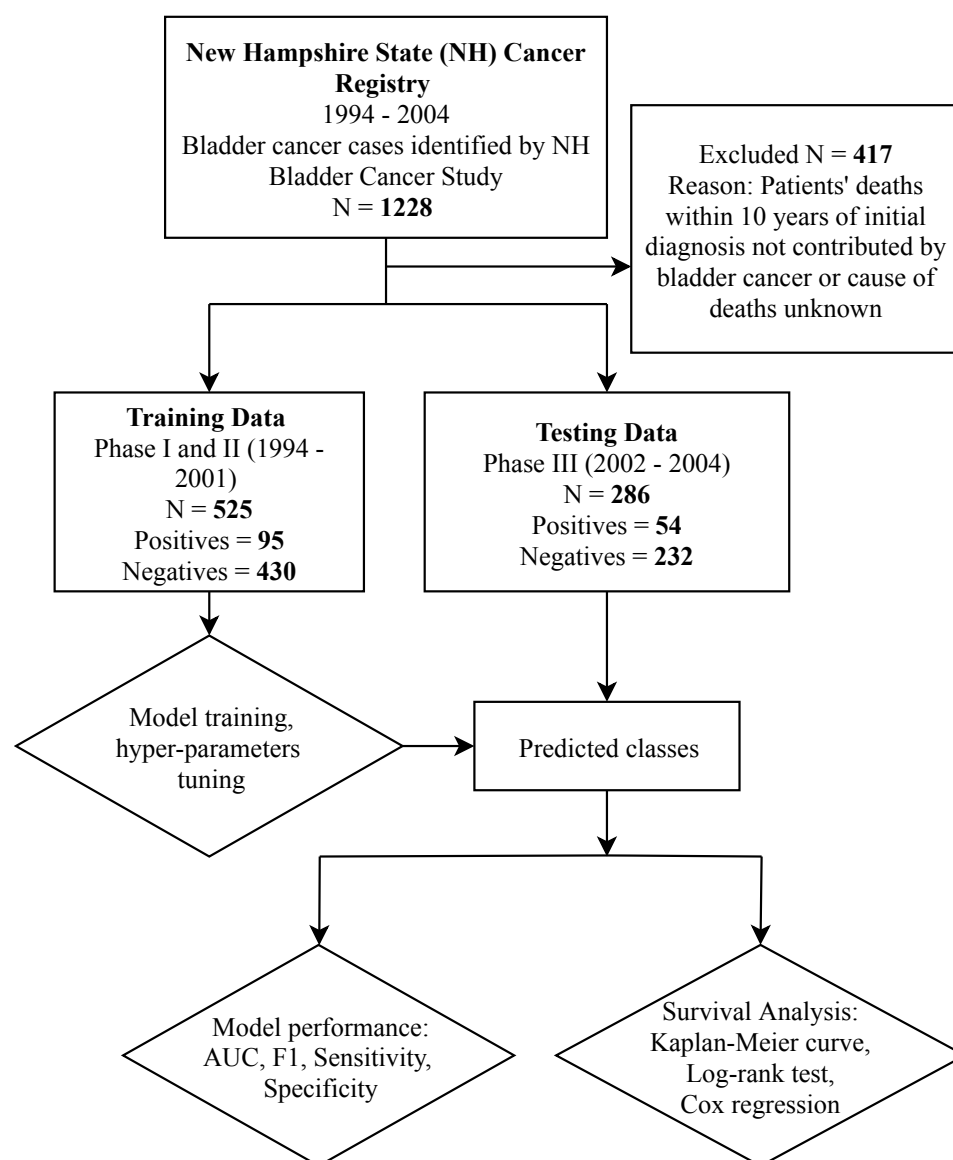 New Hampshire State (NH) Cancer
Registry
1994 - 2004
Bladder cancer cases identified by NH
Bladder Cancer Study
N = 1228
Excluded N = 417
Reason: Patients' deaths
within 10 years of initial
diagnosis not contributed by
bladder cancer or cause of
deaths unknown
Training Data
Phase I and II (1994 -
2001)
N = 525
Positives = 95
Negatives = 430
Testing Data
Phase III (2002 - 2004)
N = 286
Positives = 54
Negatives = 232
Model training,
hyper-parameters
tuning
Predicted classes
Model performance:
AUC, F1, Sensitivity,
Specificity
Survival Analysis:
Kaplan-Meier curve,
Log-rank test,
Cox regression